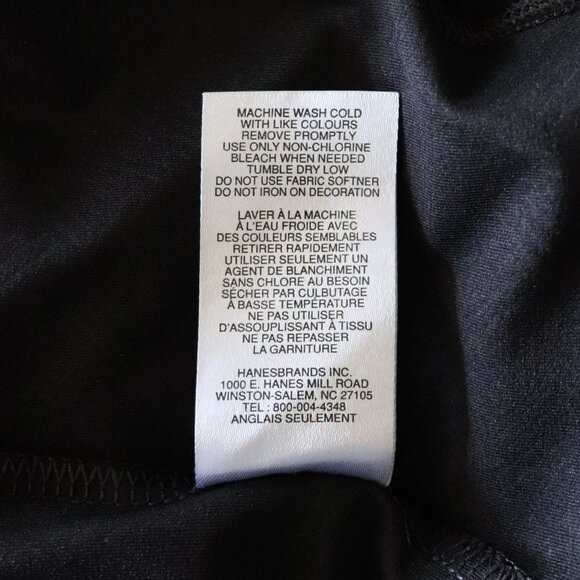 MACHINE WASH COLD
WITH LIKE COLOURS
REMOVE PROMPTLY
USE ONLY NON-CHLORINE
BLEACH WHEN NEEDED
TUMBLE DRY LOW
DO NOT USE FABRIC SOFTNER
DO NOT IRON ON DECORATION
LAVER À LA MACHINE
À L'EAU FROIDE AVEC
DES COULEURS SEMBLABLES
RETIRER RAPIDEMENT
UTILISER SEULEMENT UN
AGENT DE BLANCHIMENT
SANS CHLORE AU BESOIN
SÉCHER PAR CULBUTAGE
À BASSE TEMPÉRATURE
NE PAS UTILISER
D'ASSOUPLISSANT À TISSU
NE PAS REPASSER
LA GARNITURE
HANESBRANDS INC.
1000 E. HANES MILL ROAD
WINSTON-SALEM, NC 27105
TEL : 800-004-4348
ANGLAIS SEULEMENT